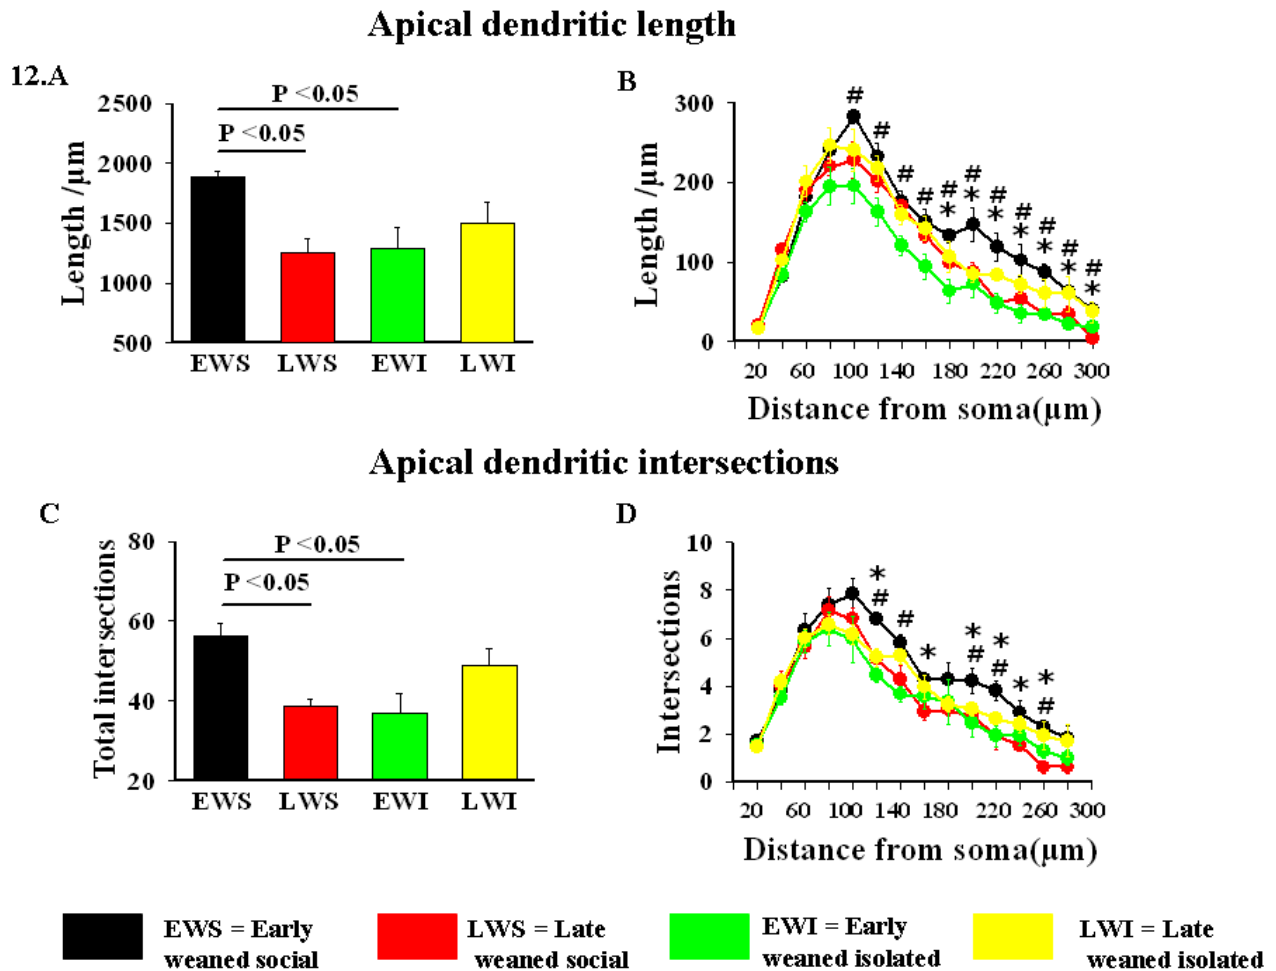 Apical dendritic length
12.A
P <0.05
P <0.05
2500
2000
1500
1000
500
Length /µm
EWS LWS EWI LWI
B
300
200
100
0
Length /µm
# # # # # # # # # # #
* * * * * * *
20 60 100 140 180 220 260 300
Distance from soma(µm)
Apical dendritic intersections
C
P <0.05
P <0.05
80
60
40
20
Total intersections
EWS LWS EWI LWI
D
10
8
6
4
2
0
Intersections
* # # * * # * # * * #
20 60 100 140 180 220 260 300
Distance from soma(µm)
EWS = Early
weaned social
LWS = Late
weaned social
EWI = Early
weaned isolated
LWI = Late
weaned isolated